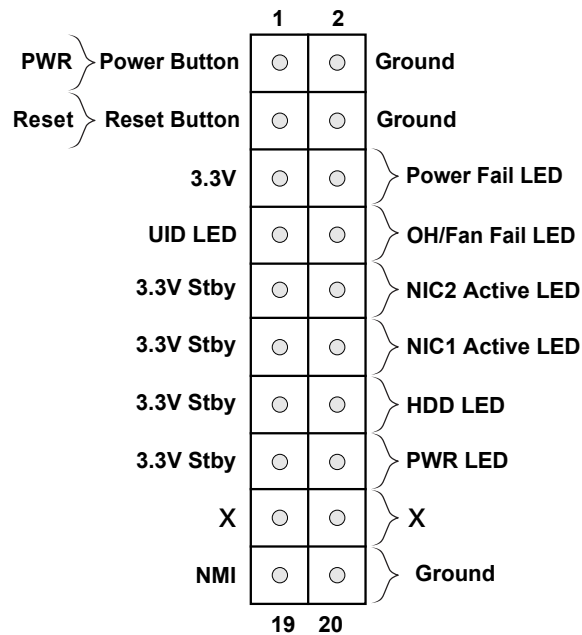 1 2
PWR Power Button Ground
Reset Reset Button Ground
3.3V Power Fail LED
UID LED OH/Fan Fail LED
3.3V Stby NIC2 Active LED
3.3V Stby NIC1 Active LED
3.3V Stby HDD LED
3.3V Stby PWR LED
X X
NMI Ground
19 20